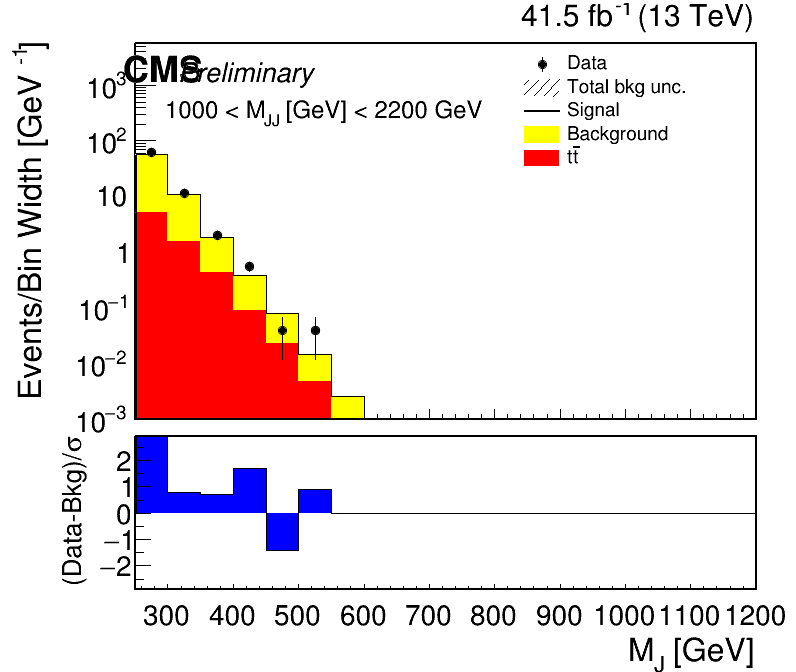 41.5 fb⁻¹ (13 TeV)
CMS Preliminary
1000 < M_JJ [GeV] < 2200 GeV
Data
Total bkg unc.
Signal
Background
tt̄
Events/Bin Width [GeV⁻¹]
10³
10²
10
1
10⁻¹
10⁻²
10⁻³
(Data-Bkg)/σ
2
1
0
−1
−2
300 400 500 600 700 800 900 1000 1100 1200
M_J [GeV]